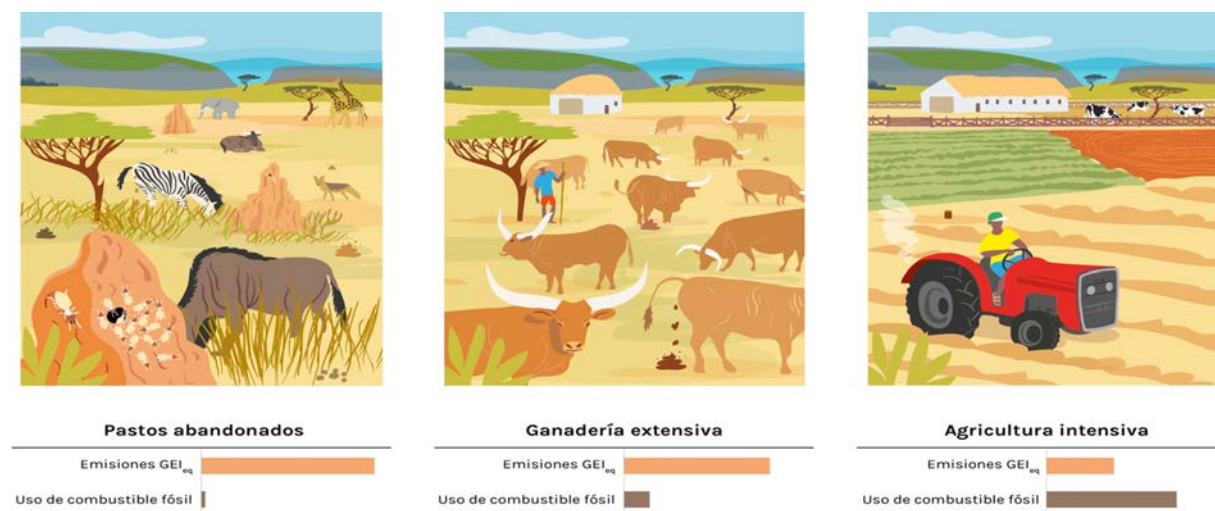 Pastos abandonados
Emisiones GEIeq
Uso de combustible fósil
Ganadería extensiva
Emisiones GEIeq
Uso de combustible fósil
Agricultura intensiva
Emisiones GEIeq
Uso de combustible fósil